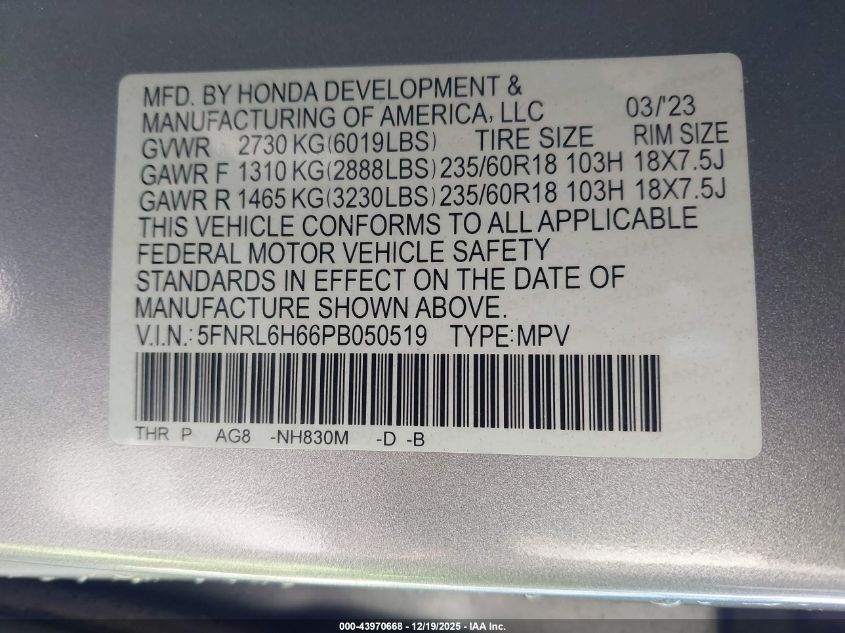 MFD. BY HONDA DEVELOPMENT &
MANUFACTURING OF AMERICA, LLC 03/'23
GVWR 2730 KG(6019LBS) TIRE SIZE RIM SIZE
GAWR F 1310 KG(2888LBS) 235/60R18 103H 18X7.5J
GAWR R 1465 KG(3230LBS) 235/60R18 103H 18X7.5J
THIS VEHICLE CONFORMS TO ALL APPLICABLE
FEDERAL MOTOR VEHICLE SAFETY
STANDARDS IN EFFECT ON THE DATE OF
MANUFACTURE SHOWN ABOVE.
V.I.N.: 5FNRL6H66PB050519 TYPE:MPV
THR P AG8 -NH830M -D -B
000-43970668 - 12/19/2025 - IAA Inc.